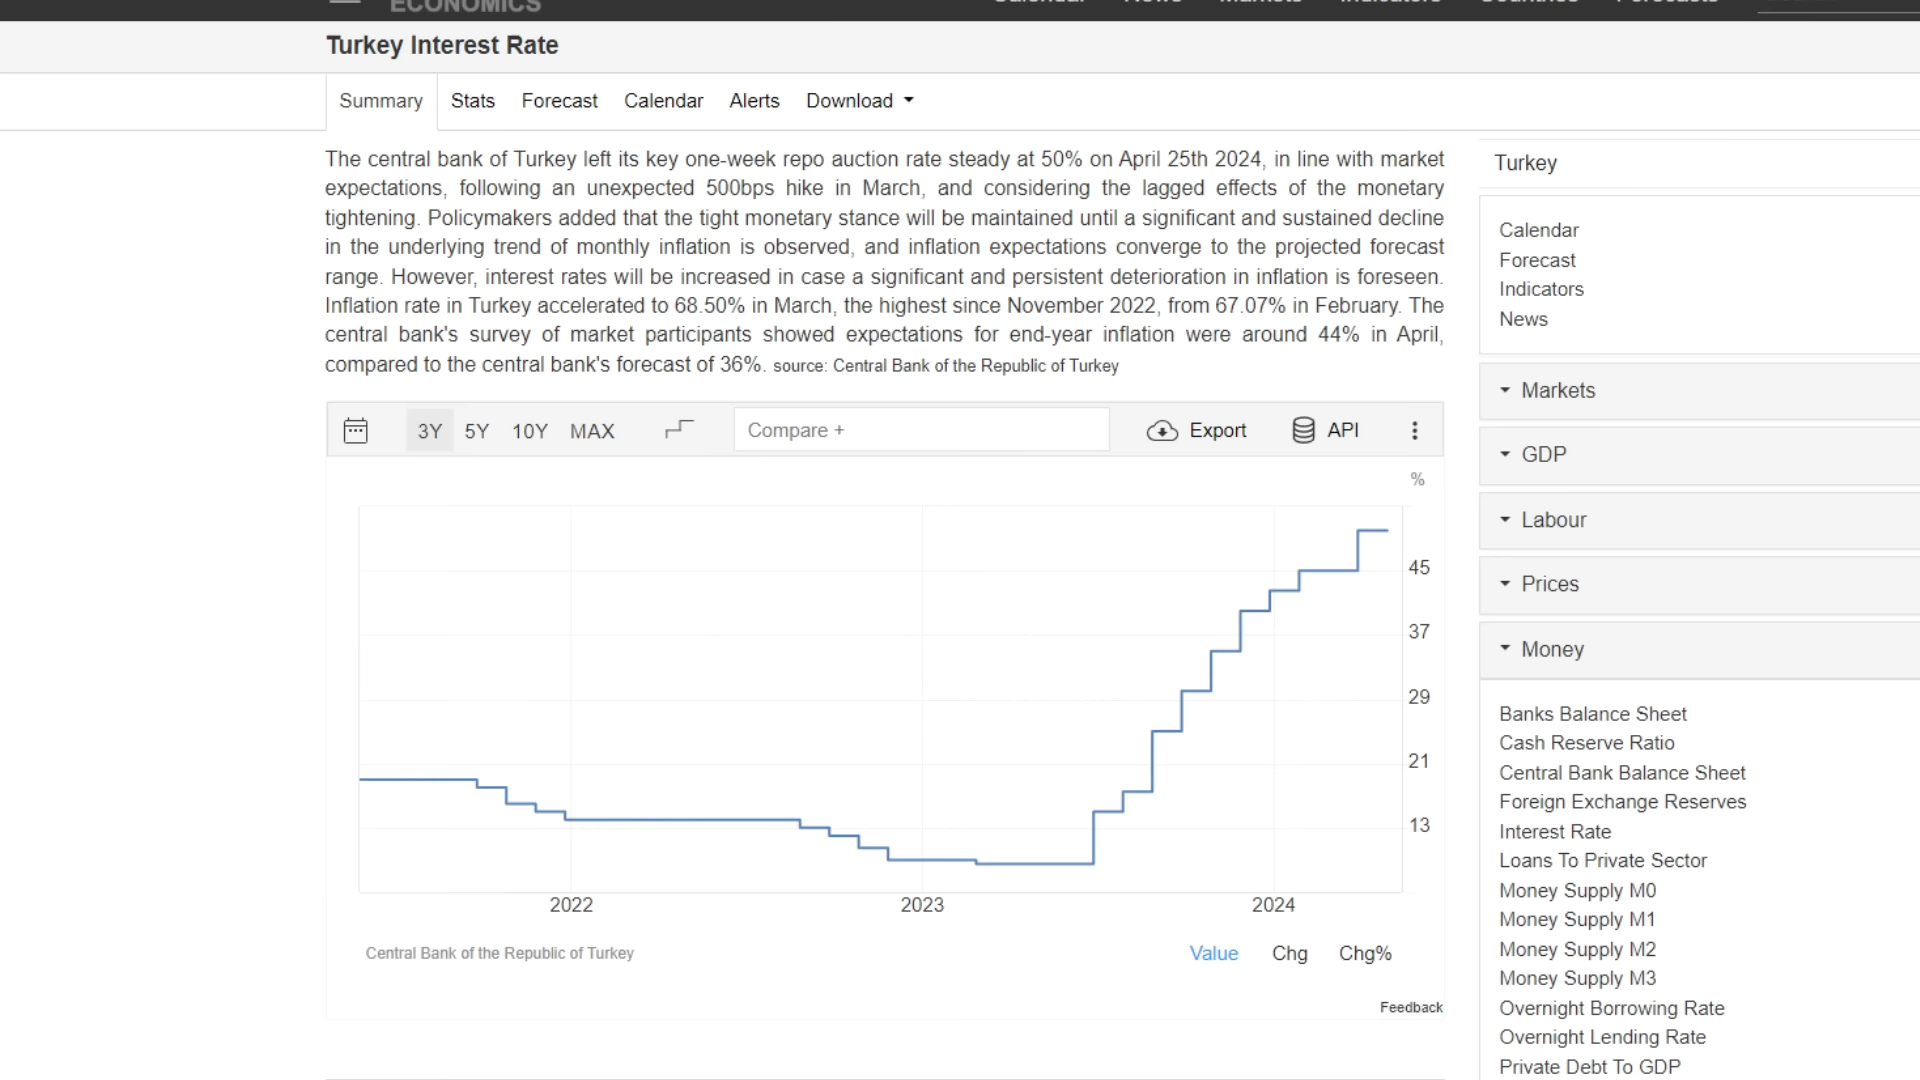 ECONOMICS
Calendar News Markets Indicators Countries Forecasts
Turkey Interest Rate
Summary Stats Forecast Calendar Alerts Download
The central bank of Turkey left its key one-week repo auction rate steady at 50% on April 25th 2024, in line with market
expectations, following an unexpected 500bps hike in March, and considering the lagged effects of the monetary
tightening. Policymakers added that the tight monetary stance will be maintained until a significant and sustained decline
in the underlying trend of monthly inflation is observed, and inflation expectations converge to the projected forecast
range. However, interest rates will be increased in case a significant and persistent deterioration in inflation is foreseen.
Inflation rate in Turkey accelerated to 68.50% in March, the highest since November 2022, from 67.07% in February. The
central bank's survey of market participants showed expectations for end-year inflation were around 44% in April,
compared to the central bank's forecast of 36%. source: Central Bank of the Republic of Turkey
3Y 5Y 10Y MAX Compare + Export API
%
45
37
29
21
13
2022 2023 2024
Central Bank of the Republic of Turkey Value Chg Chg%
Feedback
Turkey
Calendar
Forecast
Indicators
News
Markets
GDP
Labour
Prices
Money
Banks Balance Sheet
Cash Reserve Ratio
Central Bank Balance Sheet
Foreign Exchange Reserves
Interest Rate
Loans To Private Sector
Money Supply M0
Money Supply M1
Money Supply M2
Money Supply M3
Overnight Borrowing Rate
Overnight Lending Rate
Private Debt To GDP